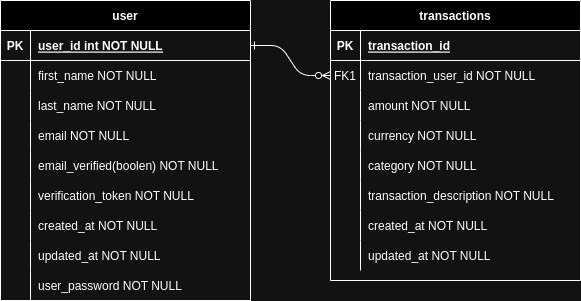 user
PK user_id int NOT NULL
first_name NOT NULL
last_name NOT NULL
email NOT NULL
email_verified(boolen) NOT NULL
verification_token NOT NULL
created_at NOT NULL
updated_at NOT NULL
user_password NOT NULL
transactions
PK transaction_id
FK1 transaction_user_id NOT NULL
amount NOT NULL
currency NOT NULL
category NOT NULL
transaction_description NOT NULL
created_at NOT NULL
updated_at NOT NULL